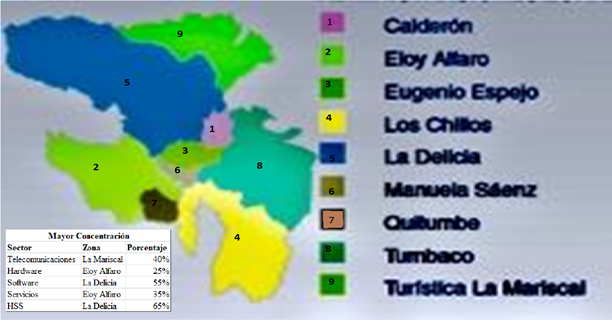 9
5
1
3
2
6
8
7
4
1 Calderón
2 Eloy Alfaro
3 Eugenio Espejo
4 Los Chillos
5 La Delicia
6 Manuela Sáenz
7 Quitumbe
8 Tumbaco
9 Turística La Mariscal
Mayor Concentración
Sector Zona Porcentaje
Telecomunicaciones La Mariscal 40%
Hardware Eloy Alfaro 25%
Software La Delicia 55%
Servicios Eloy Alfaro 35%
HSS La Delicia 65%